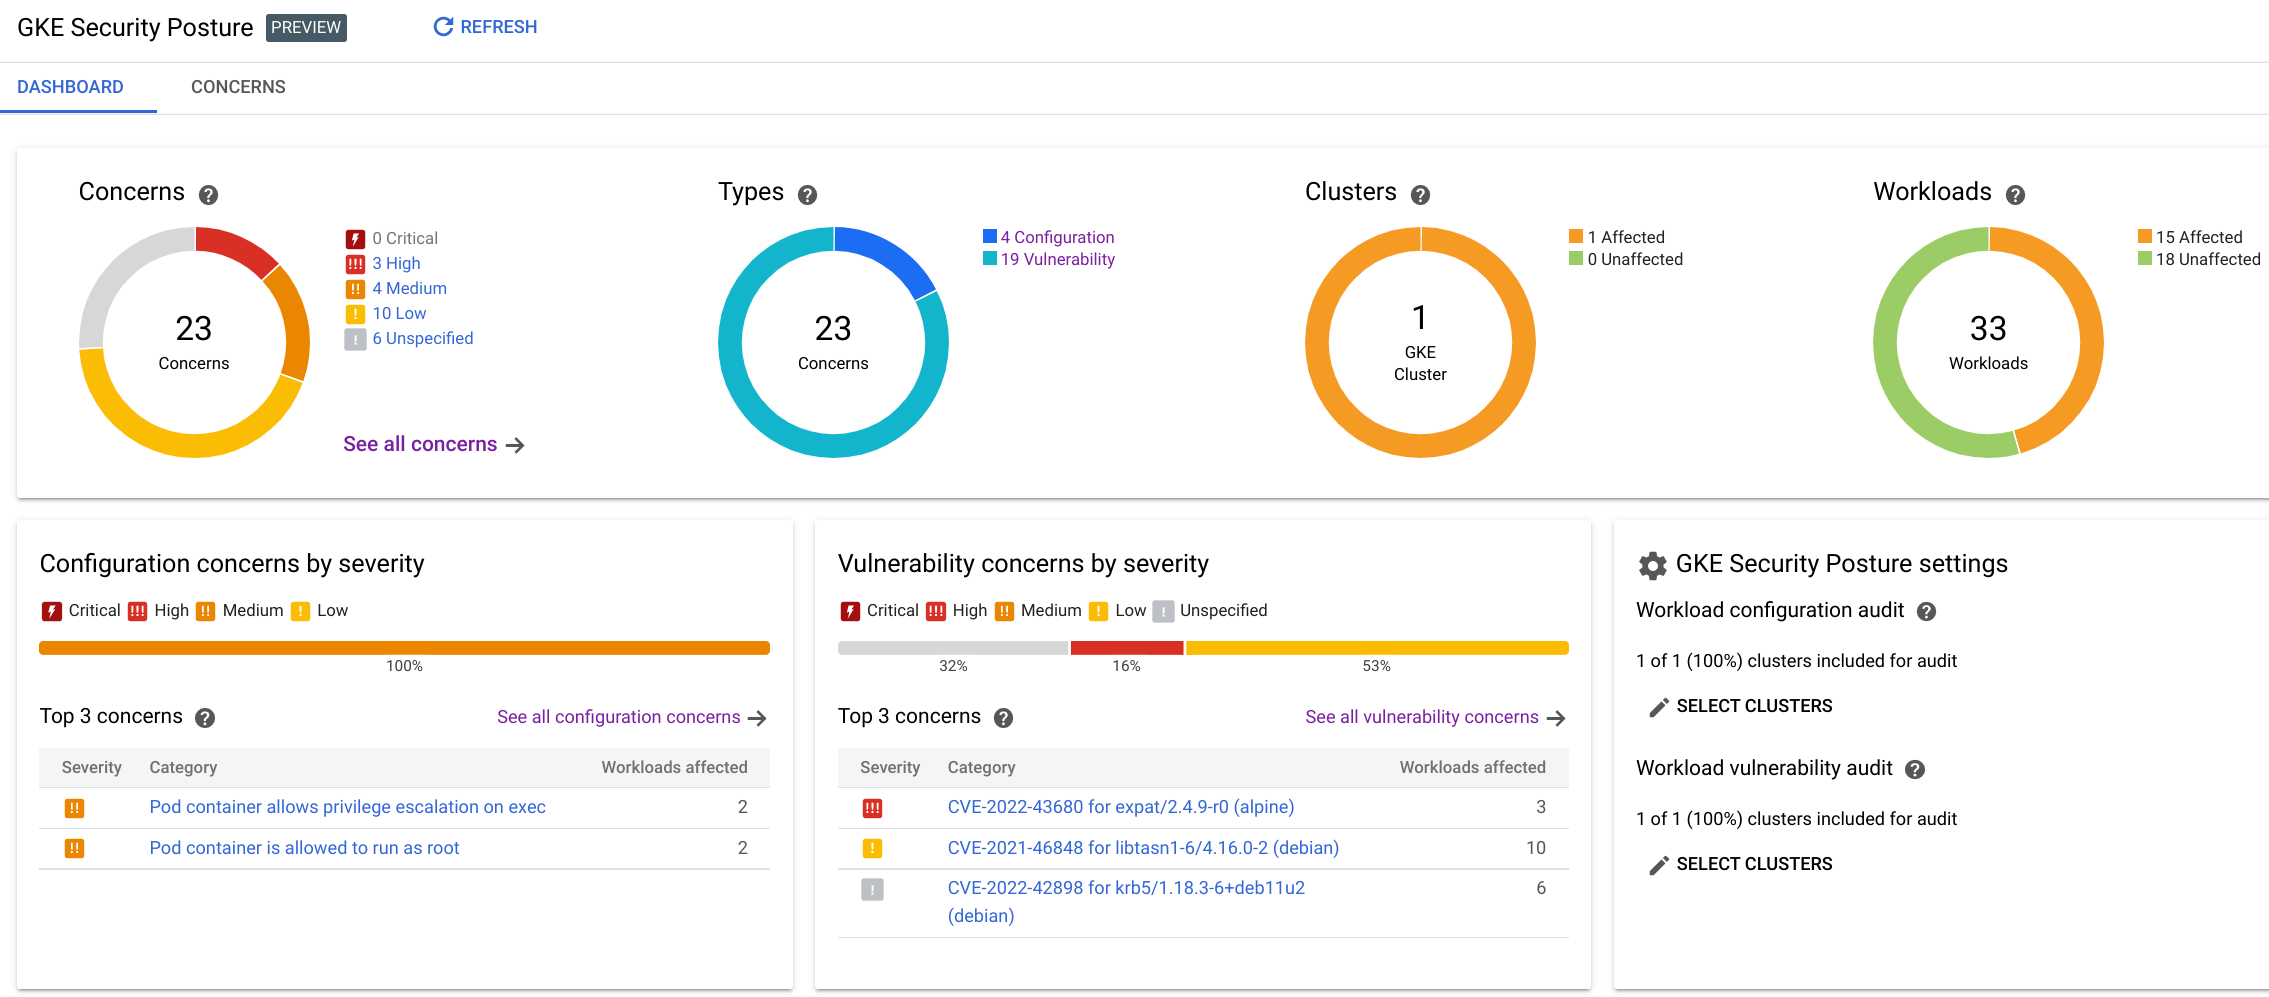 GKE Security Posture PREVIEW REFRESH
DASHBOARD CONCERNS
Concerns
23
Concerns
0 Critical
3 High
4 Medium
10 Low
6 Unspecified
See all concerns
Types
23
Concerns
4 Configuration
19 Vulnerability
Clusters
1
GKE
Cluster
1 Affected
0 Unaffected
Workloads
33
Workloads
15 Affected
18 Unaffected
Configuration concerns by severity
Critical High Medium Low
100%
Top 3 concerns See all configuration concerns
Severity Category Workloads affected
Pod container allows privilege escalation on exec 2
Pod container is allowed to run as root 2
Vulnerability concerns by severity
Critical High Medium Low Unspecified
32% 16% 53%
Top 3 concerns See all vulnerability concerns
Severity Category Workloads affected
CVE-2022-43680 for expat/2.4.9-r0 (alpine) 3
CVE-2021-46848 for libtasn1-6/4.16.0-2 (debian) 10
CVE-2022-42898 for krb5/1.18.3-6+deb11u2 6
(debian)
GKE Security Posture settings
Workload configuration audit
1 of 1 (100%) clusters included for audit
SELECT CLUSTERS
Workload vulnerability audit
1 of 1 (100%) clusters included for audit
SELECT CLUSTERS